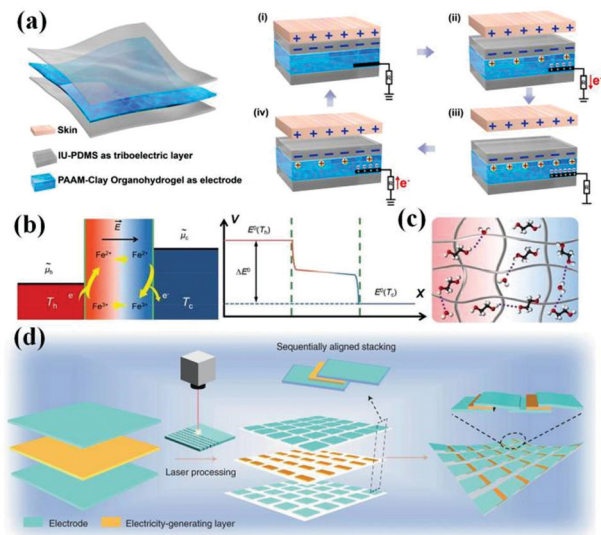 (a)
(i)
(ii)
(iv)
(iii)
R
e-
R
e-
R
R
Skin
IU-PDMS as triboelectric layer
PAAM-Clay Organohydrogel as electrode
(b)
E
μ̃h
μ̃c
Fe2+
Fe2+
e-
e-
Fe3+
Fe3+
Th
Tc
V
E0(Th)
ΔE0
E0(Tc)
X
(c)
(d)
Sequentially aligned stacking
Laser processing
Electrode
Electricity-generating layer